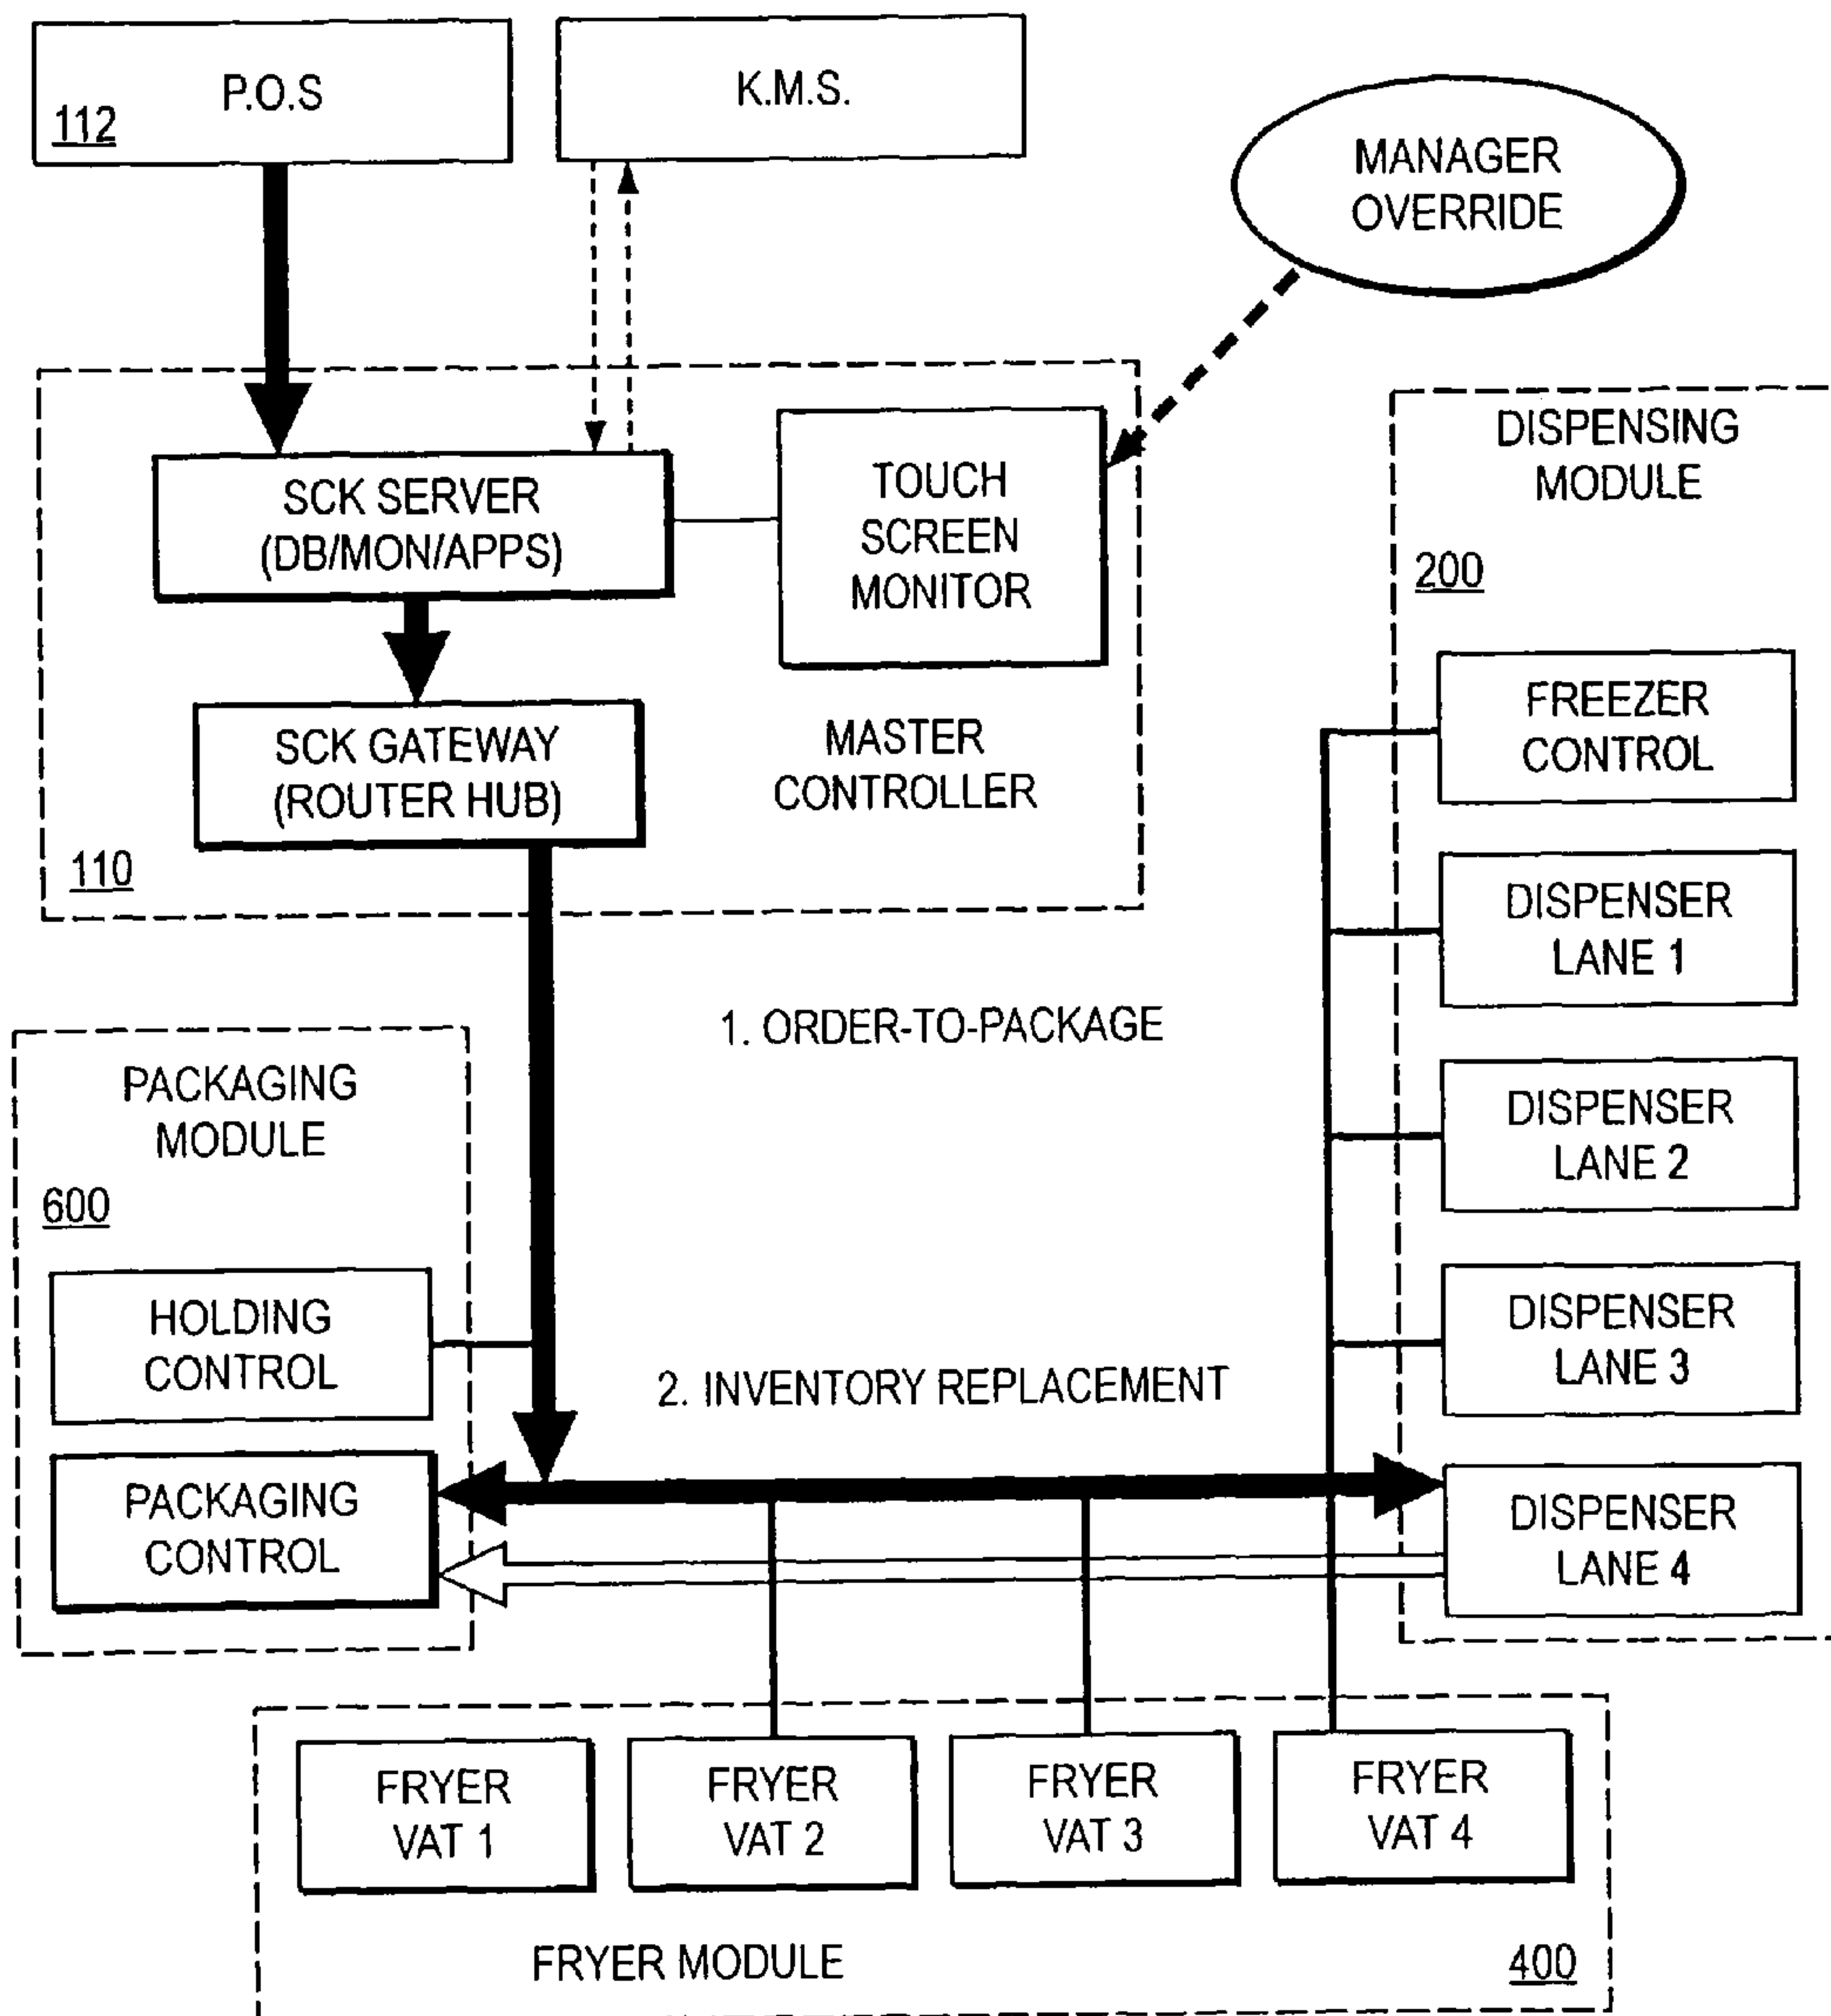 P.O.S
112
K.M.S.
MANAGER
OVERRIDE
SCK SERVER
(DB/MON/APPS)
TOUCH
SCREEN
MONITOR
SCK GATEWAY
(ROUTER HUB)
MASTER
CONTROLLER
110
DISPENSING
MODULE
200
FREEZER
CONTROL
DISPENSER
LANE 1
DISPENSER
LANE 2
DISPENSER
LANE 3
DISPENSER
LANE 4
1. ORDER-TO-PACKAGE
PACKAGING
MODULE
600
HOLDING
CONTROL
2. INVENTORY REPLACEMENT
PACKAGING
CONTROL
FRYER
VAT 1
FRYER
VAT 2
FRYER
VAT 3
FRYER
VAT 4
FRYER MODULE
400